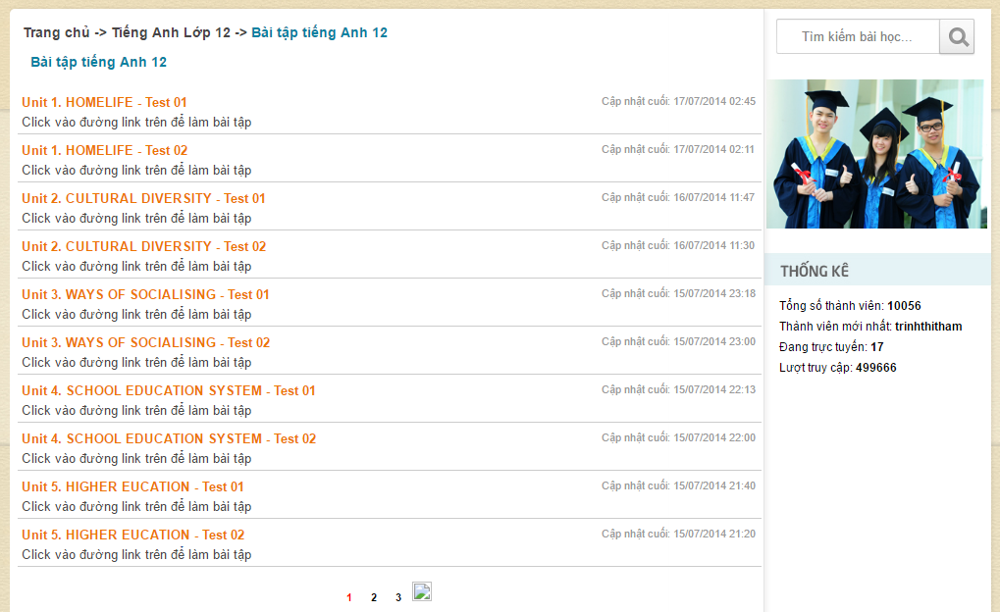 Trang chủ -> Tiếng Anh Lớp 12 -> Bài tập tiếng Anh 12
Bài tập tiếng Anh 12
Unit 1. HOMELIFE - Test 01
Cập nhật cuối: 17/07/2014 02:45
Click vào đường link trên để làm bài tập
Unit 1. HOMELIFE - Test 02
Cập nhật cuối: 17/07/2014 02:11
Click vào đường link trên để làm bài tập
Unit 2. CULTURAL DIVERSITY - Test 01
Cập nhật cuối: 16/07/2014 11:47
Click vào đường link trên để làm bài tập
Unit 2. CULTURAL DIVERSITY - Test 02
Cập nhật cuối: 16/07/2014 11:30
Click vào đường link trên để làm bài tập
Unit 3. WAYS OF SOCIALISING - Test 01
Cập nhật cuối: 15/07/2014 23:18
Click vào đường link trên để làm bài tập
Unit 3. WAYS OF SOCIALISING - Test 02
Cập nhật cuối: 15/07/2014 23:00
Click vào đường link trên để làm bài tập
Unit 4. SCHOOL EDUCATION SYSTEM - Test 01
Cập nhật cuối: 15/07/2014 22:13
Click vào đường link trên để làm bài tập
Unit 4. SCHOOL EDUCATION SYSTEM - Test 02
Cập nhật cuối: 15/07/2014 22:00
Click vào đường link trên để làm bài tập
Unit 5. HIGHER EUCATION - Test 01
Cập nhật cuối: 15/07/2014 21:40
Click vào đường link trên để làm bài tập
Unit 5. HIGHER EUCATION - Test 02
Cập nhật cuối: 15/07/2014 21:20
Click vào đường link trên để làm bài tập
1 2 3
Tìm kiếm bài học...
THỐNG KÊ
Tổng số thành viên: 10056
Thành viên mới nhất: trinhthitham
Đang trực tuyến: 17
Lượt truy cập: 499666